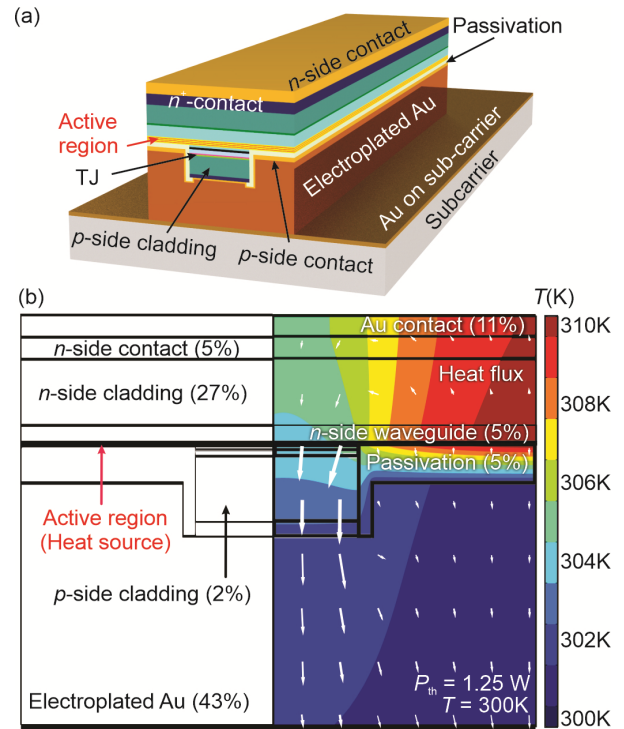 (a)
n-side contact
Passivation
n⁺-contact
Active
region
TJ
Electroplated Au
Au on sub-carrier
Subcarrier
p-side cladding
p-side contact
(b)
T(K)
Au contact (11%)
310K
n-side contact (5%)
Heat flux
n-side cladding (27%)
308K
n-side waveguide (5%)
Passivation (5%)
306K
Active region
(Heat source)
304K
p-side cladding (2%)
302K
Electroplated Au (43%)
Pth = 1.25 W
T = 300K
300K